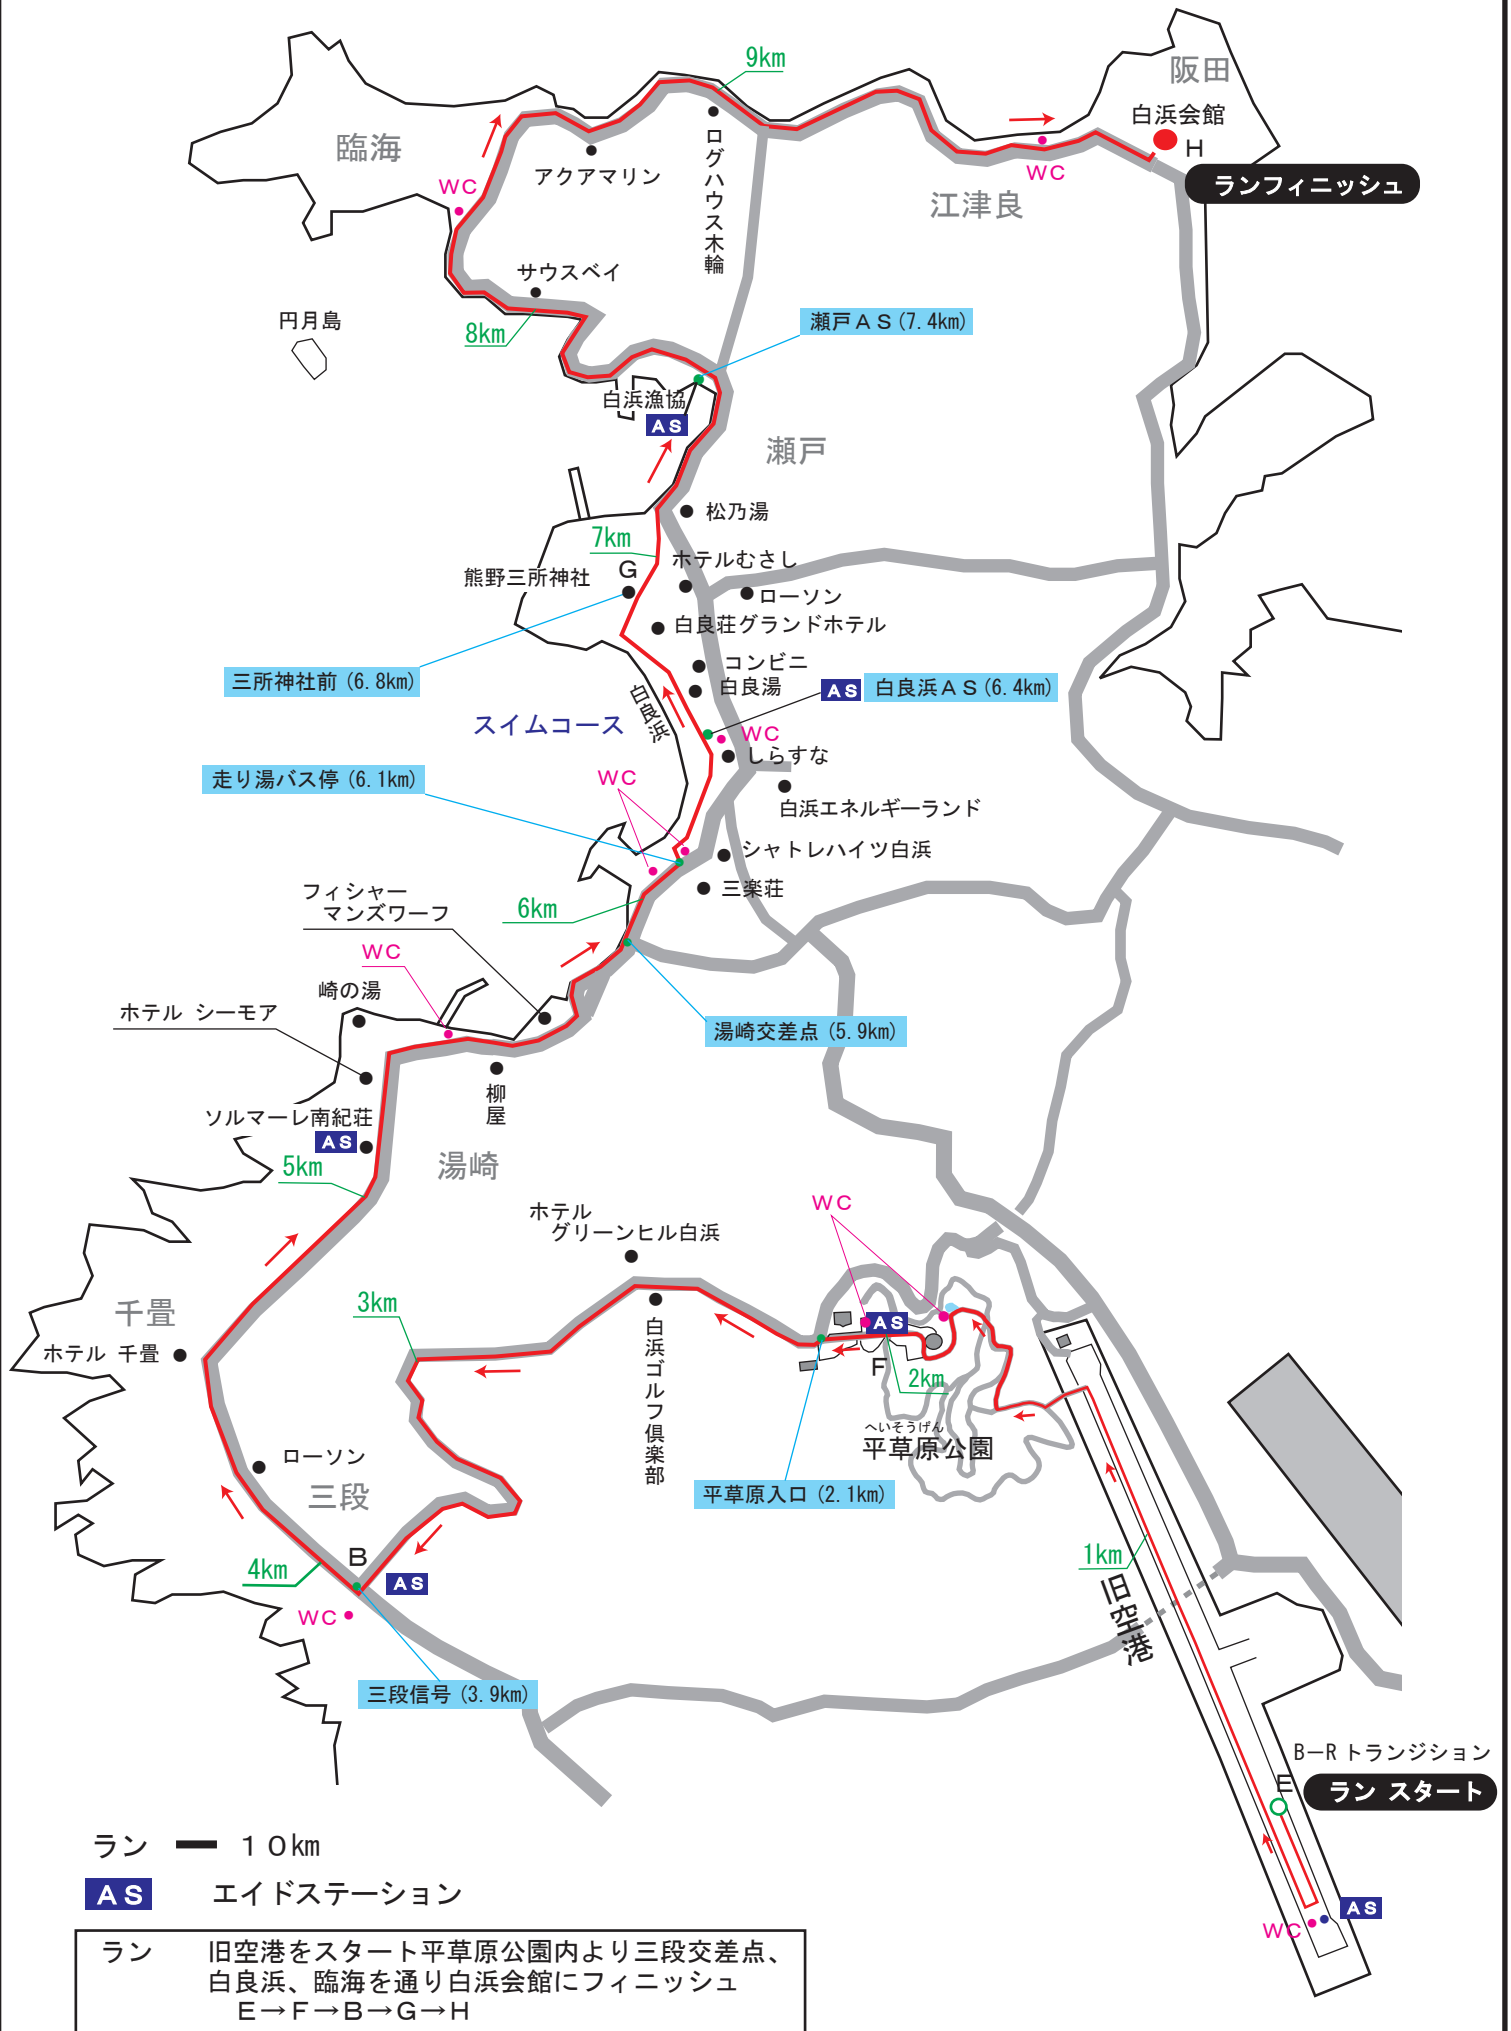 9km
阪田
白浜会館
H
ランフィニッシュ
臨海
アクアマリン
ログハウス木輪
WC
WC
江津良
サウスベイ
円月島
8km
瀬戸AS(7.4km)
白浜漁協
AS
瀬戸
松乃湯
7km
ホテルむさし
熊野三所神社
G
ローソン
白良荘グランドホテル
三所神社前(6.8km)
コンビニ
白良湯
AS
白良浜AS(6.4km)
白良浜
スイムコース
WC
しらすな
走り湯バス停(6.1km)
WC
白浜エネルギーランド
シャトレハイツ白浜
三楽荘
フィシャー
マンズワーフ
6km
WC
崎の湯
ホテル シーモア
湯崎交差点(5.9km)
柳屋
ソルマーレ南紀荘
AS
5km
湯崎
ホテル
グリーンヒル白浜
WC
千畳
3km
ホテル 千畳
AS
F
2km
白浜ゴルフ倶楽部
へいそうげん
平草原公園
ローソン
三段
平草原入口(2.1km)
4km
B
AS
WC
1km
旧空港
三段信号(3.9km)
B-R トランジション
E
ラン スタート
ラン 10km
AS エイドステーション
AS
WC
ラン 旧空港をスタート平草原公園内より三段交差点、
白良浜、臨海を通り白浜会館にフィニッシュ
E→F→B→G→H